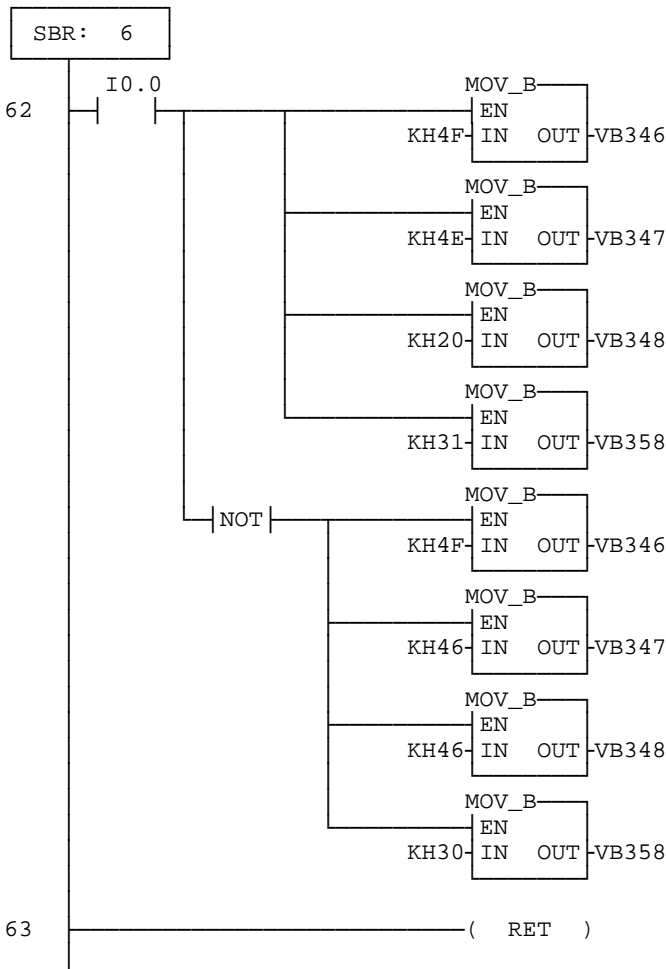 SBR: 6
I0.0
62
MOV_B
EN
KH4F IN OUT VB346
MOV_B
EN
KH4E IN OUT VB347
MOV_B
EN
KH20 IN OUT VB348
MOV_B
EN
KH31 IN OUT VB358
MOV_B
NOT EN
KH4F IN OUT VB346
MOV_B
EN
KH46 IN OUT VB347
MOV_B
EN
KH46 IN OUT VB348
MOV_B
EN
KH30 IN OUT VB358
63 ( RET )